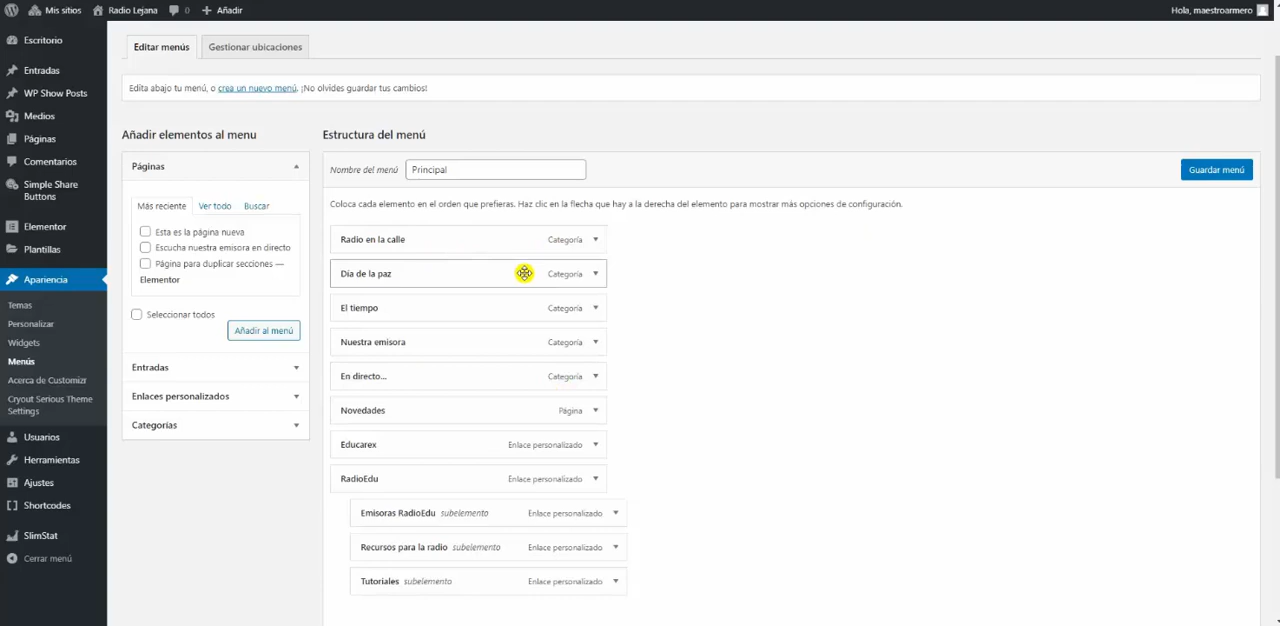 Mis sitios Radio Lejana 0 Añadir Hola, maestroarmero
Escritorio
Entradas
WP Show Posts
Medios
Páginas
Comentarios
Simple Share
Buttons
Elementor
Plantillas
Apariencia
Temas
Personalizar
Widgets
Menús
Acerca de Customizr
Cryout Serious Theme
Settings
Usuarios
Herramientas
Ajustes
Shortcodes
SlimStat
Cerrar menú
Editar menús Gestionar ubicaciones
Edita abajo tu menú, o crea un nuevo menú. ¡No olvides guardar tus cambios!
Añadir elementos al menu
Páginas
Más reciente Ver todo Buscar
Esta es la página nueva
Escucha nuestra emisora en directo
Página para duplicar secciones —
Elementor
Seleccionar todos
Añadir al menú
Entradas
Enlaces personalizados
Categorías
Estructura del menú
Nombre del menú Principal Guardar menú
Coloca cada elemento en el orden que prefieras. Haz clic en la flecha que hay a la derecha del elemento para mostrar más opciones de configuración.
Radio en la calle Categoría
Día de la paz Categoría
El tiempo Categoría
Nuestra emisora Categoría
En directo... Categoría
Novedades Página
Educarex Enlace personalizado
RadioEdu Enlace personalizado
Emisoras RadioEdu subelemento Enlace personalizado
Recursos para la radio subelemento Enlace personalizado
Tutoriales subelemento Enlace personalizado